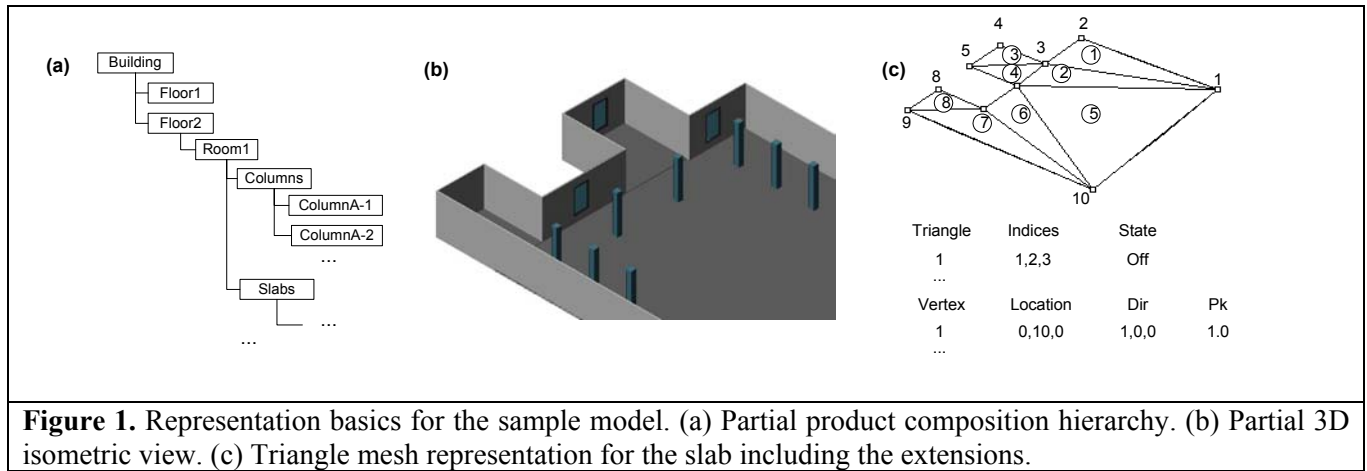 (a)
Building
Floor1
Floor2
Room1
Columns
ColumnA-1
ColumnA-2
...
Slabs
...
...
(b)
(c)
4
2
5
3
3
1
1
4
2
8
8
6
5
9
7
10
Triangle Indices State
1 1,2,3 Off
...
Vertex Location Dir Pk
1 0,10,0 1,0,0 1.0
...
Figure 1. Representation basics for the sample model. (a) Partial product composition hierarchy. (b) Partial 3D
isometric view. (c) Triangle mesh representation for the slab including the extensions.